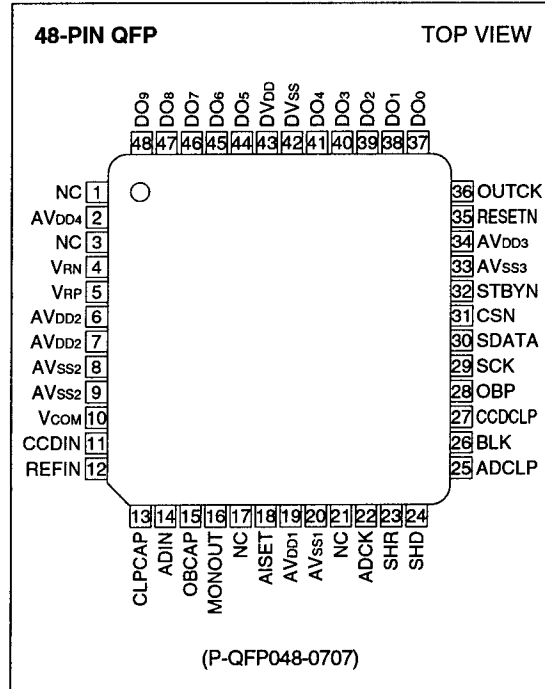 48-PIN QFP TOP VIEW
DO9 DO8 DO7 DO6 DO5 DVDD DVSS DO4 DO3 DO2 DO1 DO0
48 47 46 45 44 43 42 41 40 39 38 37
NC 1
AVDD4 2
NC 3
VRN 4
VRP 5
AVDD2 6
AVDD2 7
AVSS2 8
AVSS2 9
VCOM 10
CCDIN 11
REFIN 12
36 OUTCK
35 RESETN
34 AVDD3
33 AVSS3
32 STBYN
31 CSN
30 SDATA
29 SCK
28 OBP
27 CCDCLP
26 BLK
25 ADCLP
13 14 15 16 17 18 19 20 21 22 23 24
CLPCAP ADIN OBCAP MONOUT NC AISET AVDD1 AVSS1 NC ADCK SHR SHD
(P-QFP048-0707)